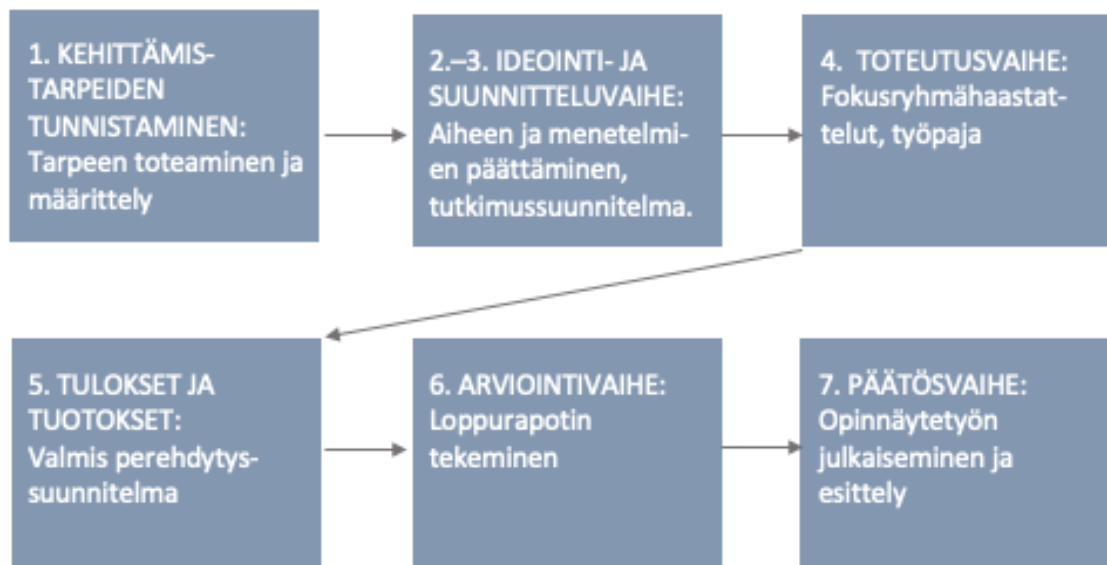 1. KEHITTÄMIS-
TARPEIDEN
TUNNISTAMINEN:
Tarpeen toteaminen ja
määrittely
2.–3. IDEOINTI- JA
SUUNNITTELUVAIHE:
Aiheen ja menetelmi-
en päättäminen,
tutkimussuunnitelma.
4. TOTEUTUSVAIHE:
Fokusryhmähaastat-
telut, työpaja
5. TULOKSET JA
TUOTOKSET:
Valmis perehdytys-
suunnitelma
6. ARVIOINTIVAIHE:
Loppurapotin
tekeminen
7. PÄÄTÖSVAIHE:
Opinnäytetyön
julkaiseminen ja
esittely